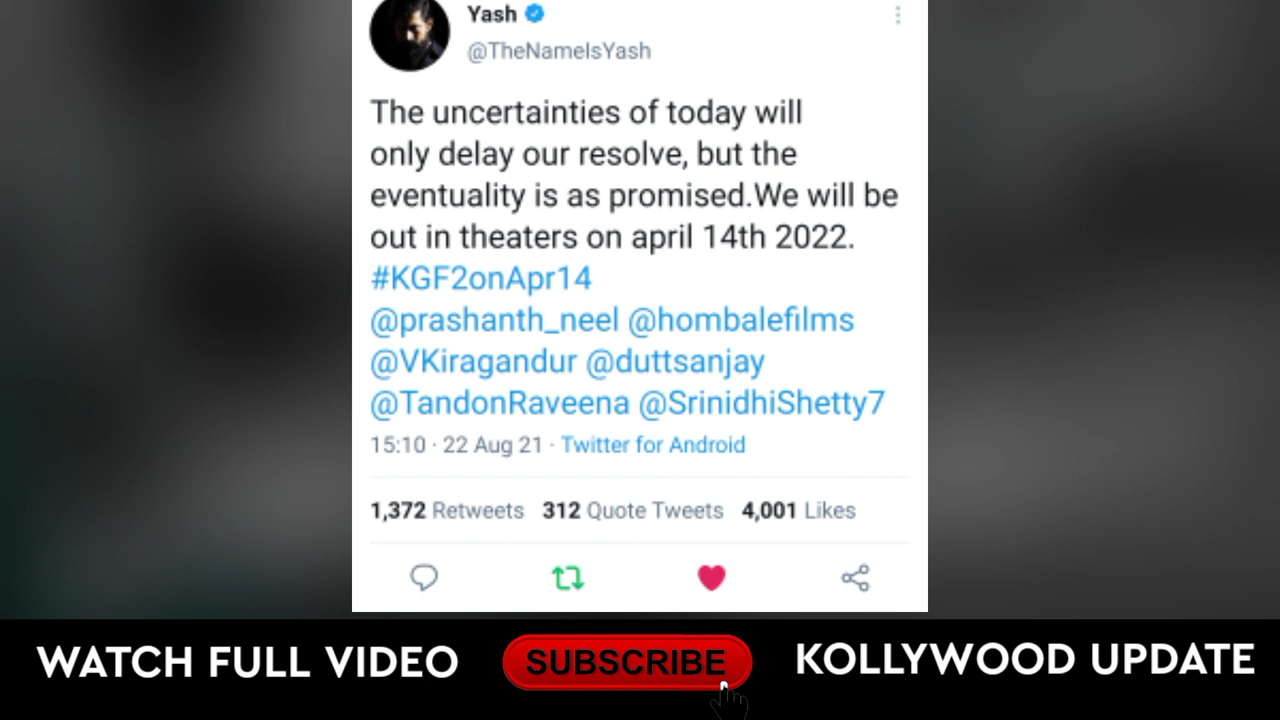 Yash
@TheNameIsYash
The uncertainties of today will
only delay our resolve, but the
eventuality is as promised.We will be
out in theaters on april 14th 2022.
#KGF2onApr14
@prashanth_neel @hombalefilms
@VKiragandur @duttsanjay
@TandonRaveena @SrinidhiShetty7
15:10 · 22 Aug 21 · Twitter for Android
1,372 Retweets 312 Quote Tweets 4,001 Likes
WATCH FULL VIDEO SUBSCRIBE KOLLYWOOD UPDATE